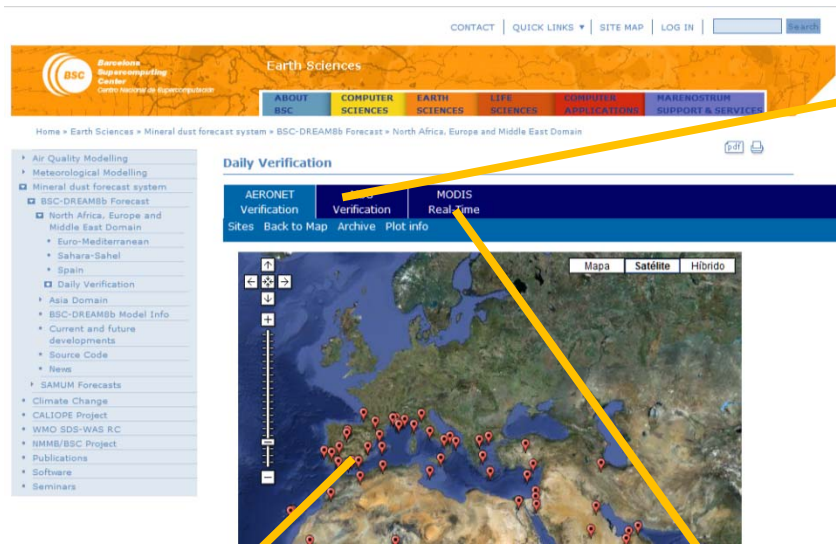 CONTACT QUICK LINKS ▼ SITE MAP LOG IN Search
BSC
Barcelona
Supercomputing
Center
Centro Nacional de Supercomputación
Earth Sciences
ABOUT BSC
COMPUTER SCIENCES
EARTH SCIENCES
LIFE SCIENCES
COMPUTER APPLICATIONS
MARENOSTRUM SUPPORT & SERVICES
Home » Earth Sciences » Mineral dust forecast system » BSC-DREAM8b Forecast » North Africa, Europe and Middle East Domain
pdf
Air Quality Modelling
Meteorological Modelling
Mineral dust forecast system
BSC-DREAM8b Forecast
North Africa, Europe and
Middle East Domain
Euro-Mediterranean
Sahara-Sahel
Spain
Daily Verification
Asia Domain
BSC-DREAM8b Model Info
Current and future
developments
Source Code
News
SAMUM Forecasts
Climate Change
CALIOPE Project
WMO SDS-WAS RC
NMMB/BSC Project
Publications
Software
Seminars
Daily Verification
AERONET
Verification
Verification
MODIS
Real-Time
Sites Back to Map Archive Plot info
Mapa Satélite Híbrido